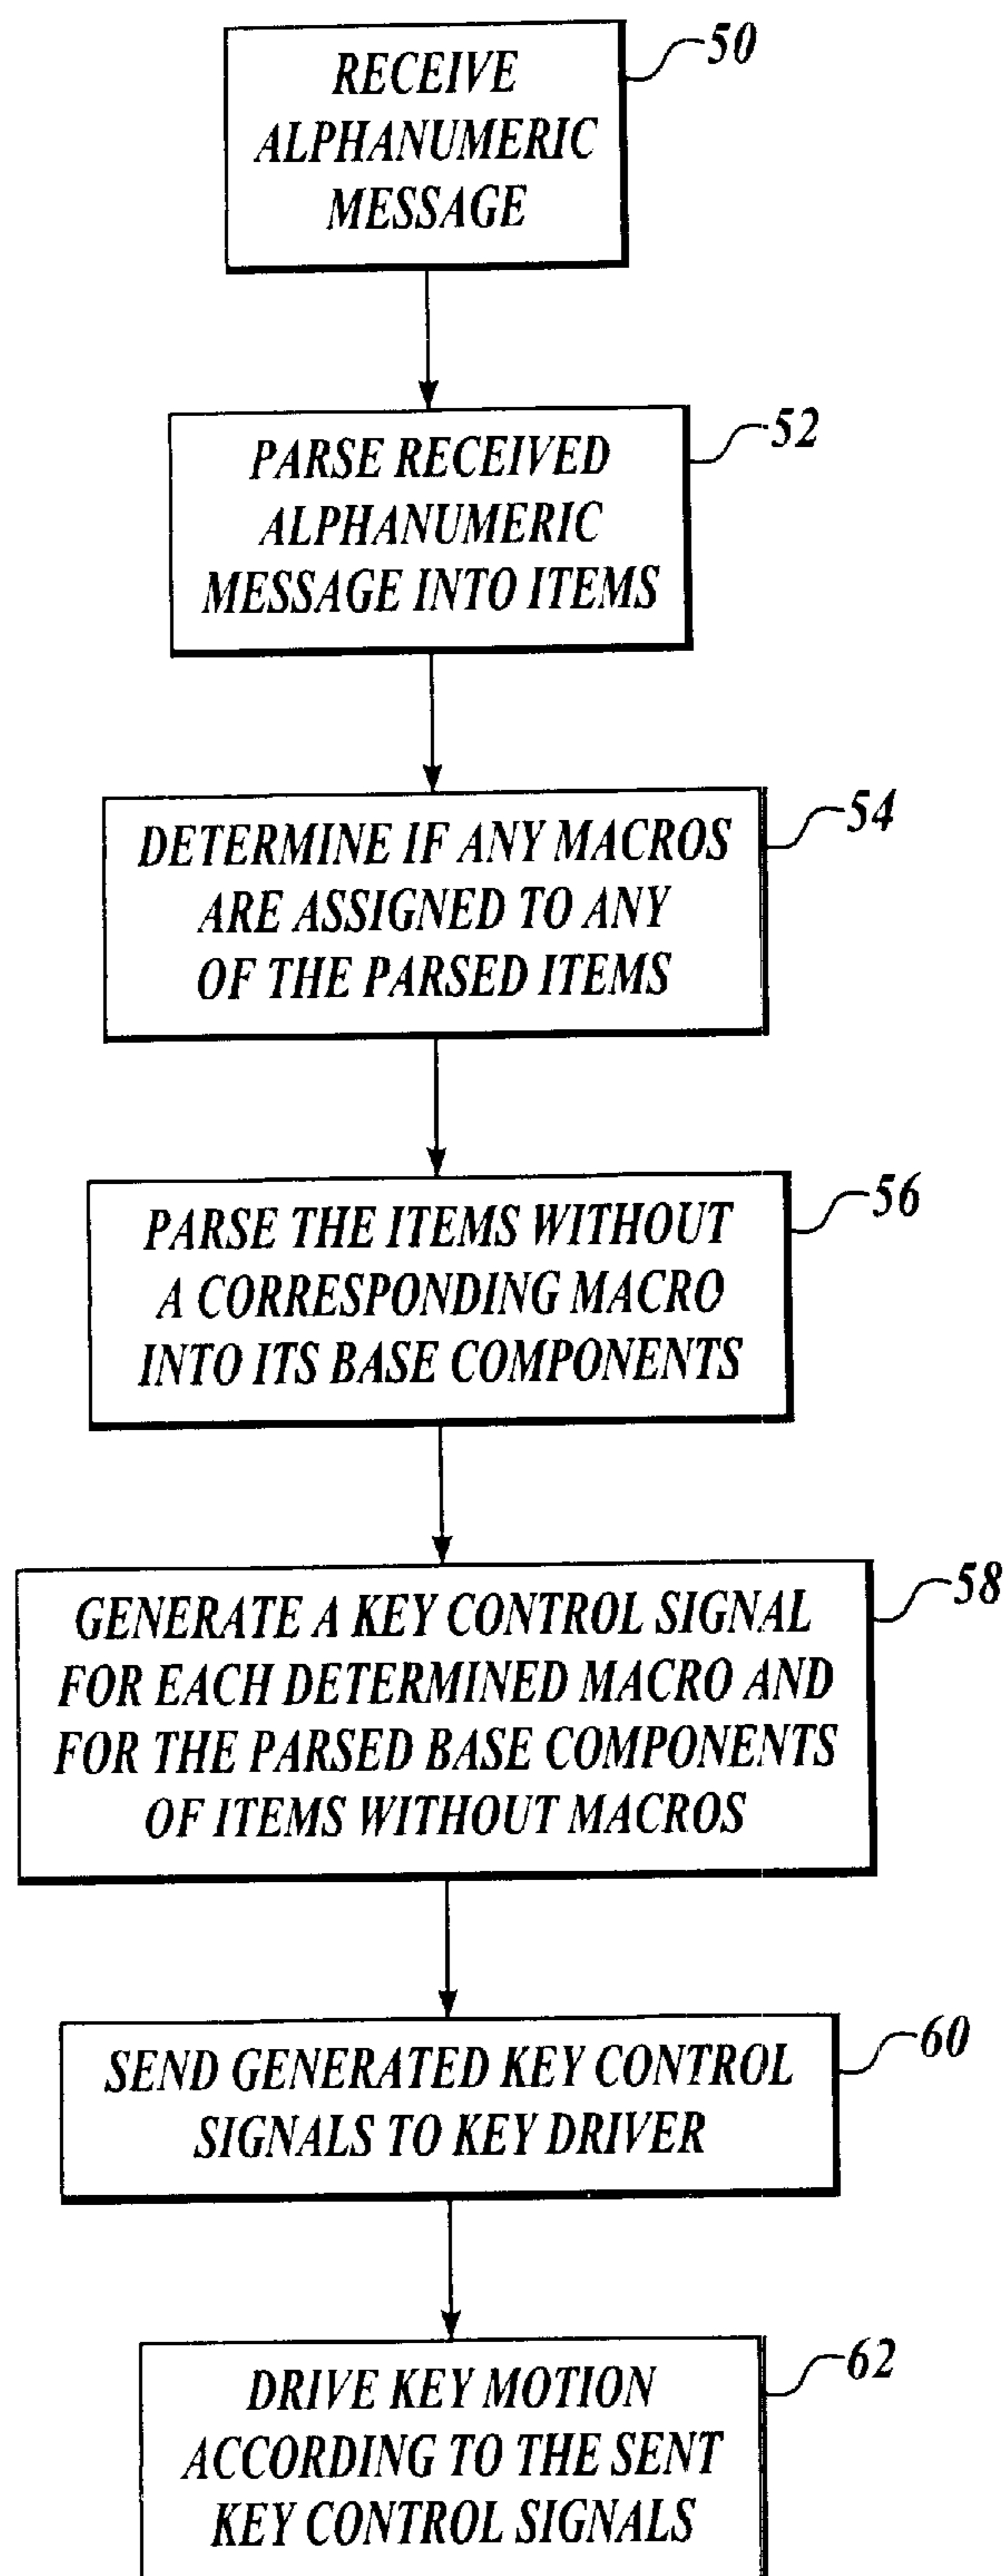 50
RECEIVE
ALPHANUMERIC
MESSAGE
52
PARSE RECEIVED
ALPHANUMERIC
MESSAGE INTO ITEMS
54
DETERMINE IF ANY MACROS
ARE ASSIGNED TO ANY
OF THE PARSED ITEMS
56
PARSE THE ITEMS WITHOUT
A CORRESPONDING MACRO
INTO ITS BASE COMPONENTS
58
GENERATE A KEY CONTROL SIGNAL
FOR EACH DETERMINED MACRO AND
FOR THE PARSED BASE COMPONENTS
OF ITEMS WITHOUT MACROS
60
SEND GENERATED KEY CONTROL
SIGNALS TO KEY DRIVER
62
DRIVE KEY MOTION
ACCORDING TO THE SENT
KEY CONTROL SIGNALS